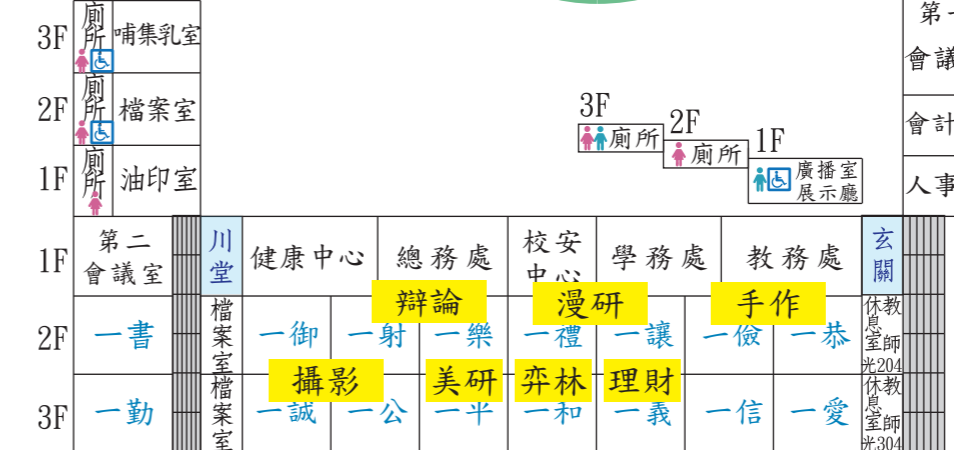 3F 廁所 哺集乳室
2F 廁所 檔案室
1F 廁所 油印室
3F 廁所
2F 廁所
1F 廣播室 展示廳
第
會議
會計
人事
1F 第二會議室 川堂 健康中心 總務處 校安中心 學務處 教務處 玄關
辯論 漫研 手作
2F 一書 檔案室 一御 一射 一樂 一禮 一讓 一儉 一恭 教師休息室 光204
攝影 美研 弈林 理財
3F 一勤 檔案室 一誠 一公 一平 一和 一義 一信 一愛 教師休息室 光304